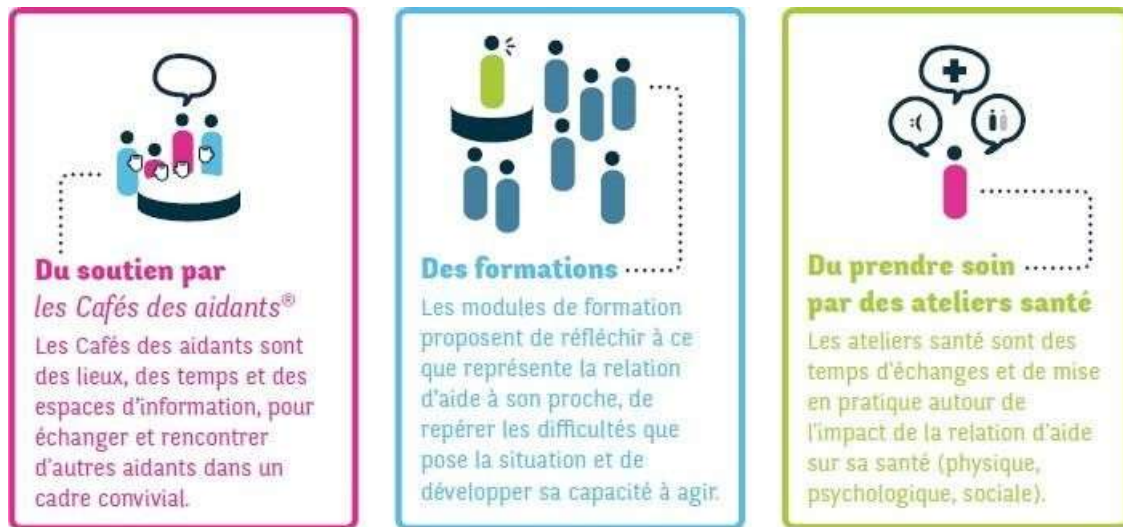 :(
Du soutien par
les Cafés des aidants®
Les Cafés des aidants sont
des lieux, des temps et des
espaces d'information, pour
échanger et rencontrer
d'autres aidants dans un
cadre convivial.
Des formations
Les modules de formation
proposent de réfléchir à ce
que représente la relation
d'aide à son proche, de
repérer les difficultés que
pose la situation et de
développer sa capacité à agir.
Du prendre soin
par des ateliers santé
Les ateliers santé sont des
temps d'échanges et de mise
en pratique autour de
l'impact de la relation d'aide
sur sa santé (physique,
psychologique, sociale).